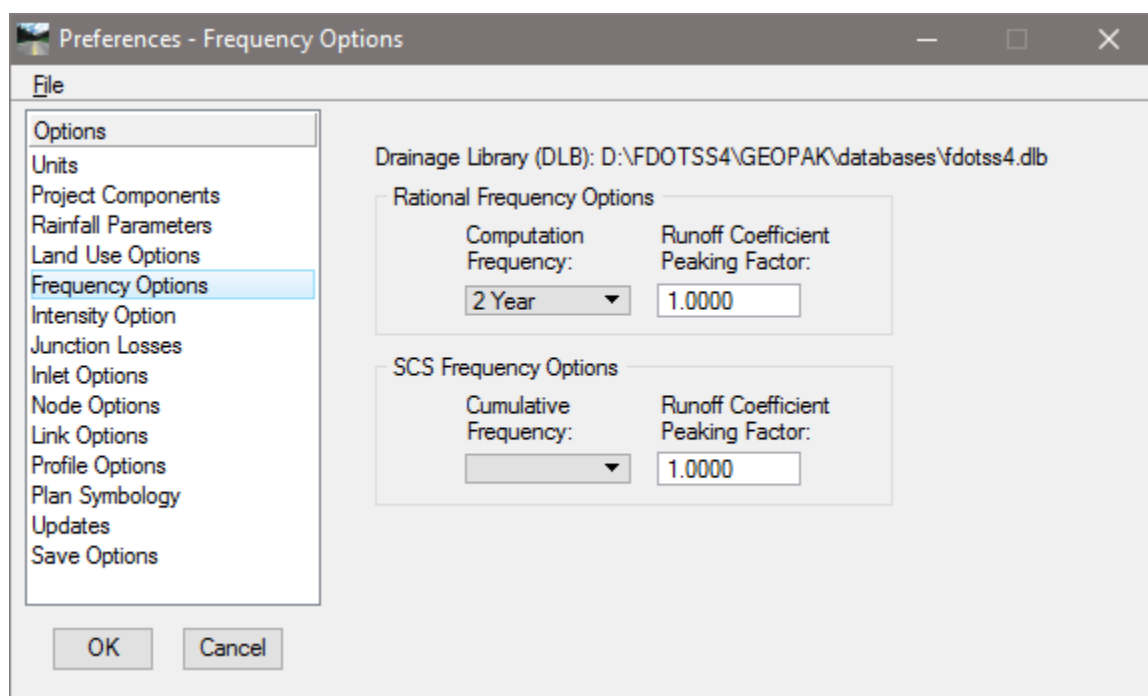 Preferences - Frequency Options
File
Options
Units
Project Components
Rainfall Parameters
Land Use Options
Frequency Options
Intensity Option
Junction Losses
Inlet Options
Node Options
Link Options
Profile Options
Plan Symbology
Updates
Save Options
OK Cancel
Drainage Library (DLB): D:\FDOTSS4\GEOPAK\databases\fdotss4.dlb
Rational Frequency Options
Computation Runoff Coefficient
Frequency: Peaking Factor:
2 Year 1.0000
SCS Frequency Options
Cumulative Runoff Coefficient
Frequency: Peaking Factor:
1.0000